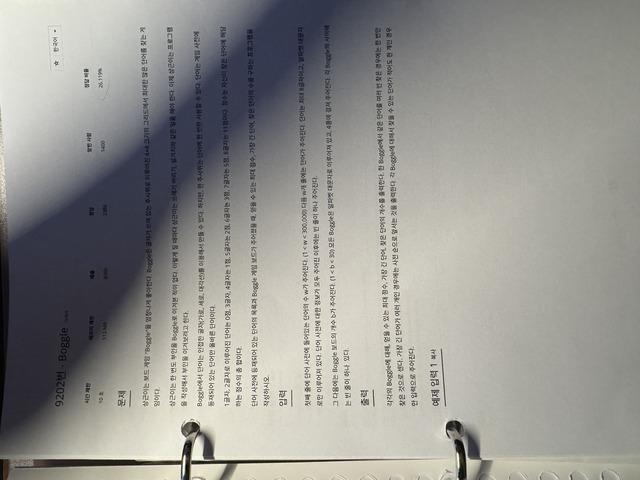 ☆ 한국어
9202번 - Boggle
시간 제한 메모리 제한 제출 정답 맞힌 사람 정답 비율
10 초 512 MB 1400 26.119%
문제
상근이는 보드 게임 "Boggle"을 엄청나게 좋아한다. Boggle은 글자가 쓰여 있는 주사위로 이루어진 4×4 크기의 그리드에서 최대한 많은 단어를 찾는 게
임이다.
상근이는 한 번도 부인을 Boggle로 이겨본 적이 없다. 이렇게 질 때마다 상근이는 쓰레기 버리기, 설거지와 같은 일을 해야 한다. 이제 상근이는 프로그램
을 작성해서 부인을 이겨보려고 한다.
Boggle에서 단어는 인접한 글자(가로, 세로, 대각선)를 이용해서 만들 수 있다. 하지만, 한 주사위는 단어에 한 번만 사용할 수 있다. 단어는 게임 사전에
등재되어 있는 단어만 올바른 단어이다.
1글자, 2글자로 이루어진 단어는 0점, 3글자, 4글자는 1점, 5글자는 2점, 6글자는 3점, 7글자는 5점, 8글자는 11점이다. 점수는 자신이 찾은 단어에 해당
하는 점수의 총 합이다.
단어 사전에 등재되어 있는 단어의 목록과 Boggle 게임 보드가 주어졌을 때, 얻을 수 있는 최대 점수, 가장 긴 단어, 찾은 단어의 수를 구하는 프로그램을
작성하시오.
입력
첫째 줄에 단어 사전에 들어있는 단어의 수 w가 주어진다. (1 < w < 300,000) 다음 w개 줄에는 단어가 주어진다. 단어는 최대 8글자이고, 알파벳 대문자
로만 이루어져 있다. 단어 사전에 대한 정보가 모두 주어진 이후에는 빈 줄이 하나 주어진다.
그 다음에는 Boggle 보드의 개수 b가 주어진다. (1 < b < 30) 모든 Boggle은 알파벳 대문자로 이루어져 있고, 4줄에 걸쳐 주어진다. 각 Boggle의 사이에
는 빈 줄이 하나 있다.
출력
각각의 Boggle에 대해, 얻을 수 있는 최대 점수, 가장 긴 단어, 찾은 단어의 개수를 출력한다. 한 Boggle에서 같은 단어를 여러 번 찾은 경우에는 한 번만
찾은 것으로 센다. 가장 긴 단어가 여러 개인 경우에는 사전 순으로 앞서는 것을 출력한다. 각 Boggle에 대해서 찾을 수 있는 단어가 적어도 한 개인 경우
만 입력으로 주어진다.
예제 입력 1 복사